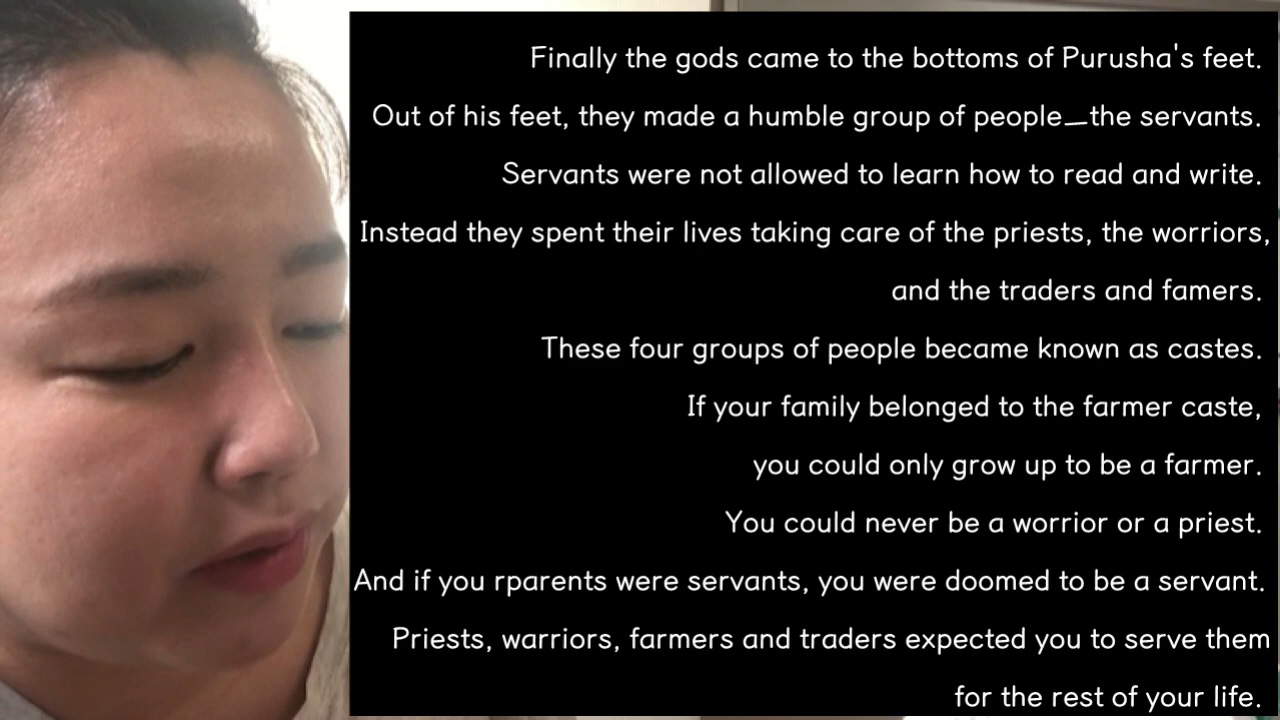 Finally the gods came to the bottoms of Purusha's feet.
Out of his feet, they made a humble group of people—the servants.
Servants were not allowed to learn how to read and write.
Instead they spent their lives taking care of the priests, the worriors,
and the traders and famers.
These four groups of people became known as castes.
If your family belonged to the farmer caste,
you could only grow up to be a farmer.
You could never be a worrior or a priest.
And if you rparents were servants, you were doomed to be a servant.
Priests, warriors, farmers and traders expected you to serve them
for the rest of your life.